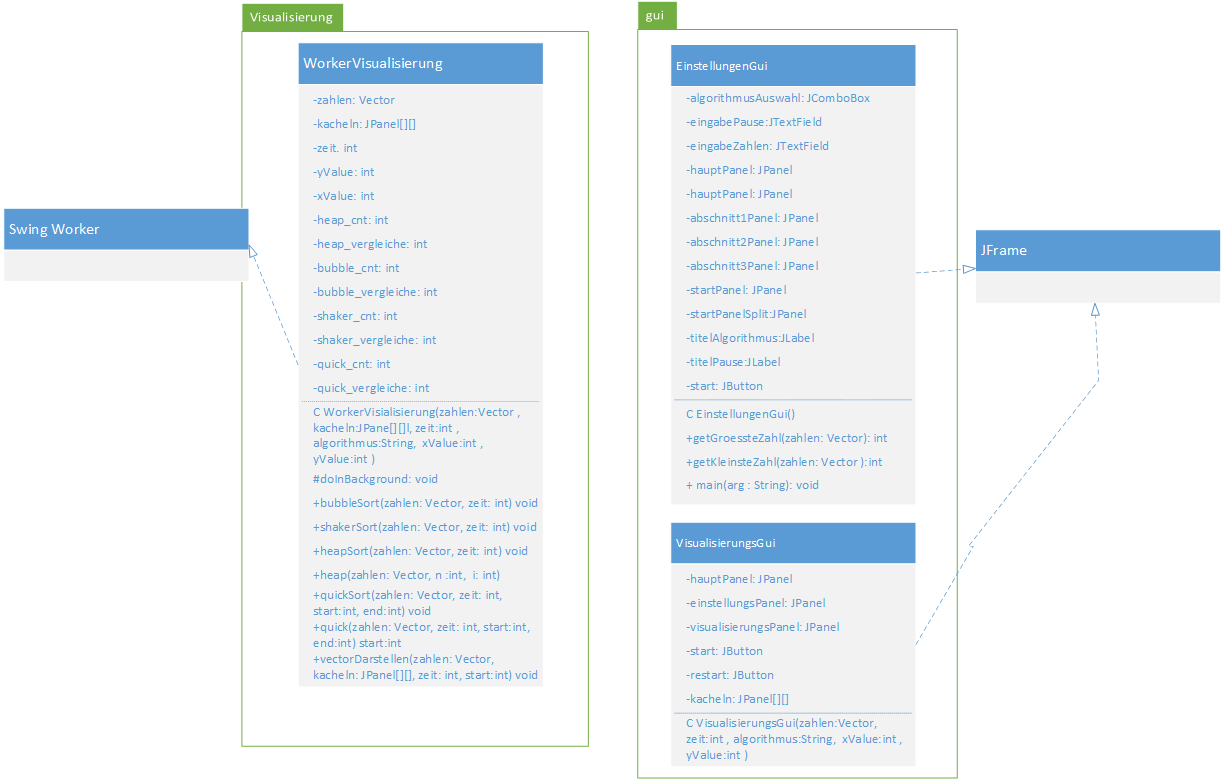 Visualisierung
WorkerVisualisierung
-zahlen: Vector
-kacheln: JPanel[][]
-zeit. int
-yValue: int
-xValue: int
-heap_cnt: int
-heap_vergleiche: int
-bubble_cnt: int
-bubble_vergleiche: int
-shaker_cnt: int
-shaker_vergleiche: int
-quick_cnt: int
-quick_vergleiche: int
C WorkerVisialisierung(zahlen:Vector ,
kacheln:JPane[][]l, zeit:int ,
algorithmus:String,  xValue:int ,
yValue:int )
#doInBackground: void
+bubbleSort(zahlen: Vector, zeit: int) void
+shakerSort(zahlen: Vector, zeit: int) void
+heapSort(zahlen: Vector, zeit: int) void
+heap(zahlen: Vector, n :int,  i: int)
+quickSort(zahlen: Vector, zeit: int,
start:int, end:int) void
+quick(zahlen: Vector, zeit: int, start:int,
end:int) start:int
+vectorDarstellen(zahlen: Vector,
kacheln: JPanel[][], zeit: int, start:int) void
Swing Worker
gui
EinstellungenGui
-algorithmusAuswahl: JComboBox
-eingabePause:JTextField
-eingabeZahlen: JTextField
-hauptPanel: JPanel
-hauptPanel: JPanel
-abschnitt1Panel: JPanel
-abschnitt2Panel: JPanel
-abschnitt3Panel: JPanel
-startPanel: JPanel
-startPanelSplit:JPanel
-titelAlgorithmus:JLabel
-titelPause:JLabel
-start: JButton
C EinstellungenGui()
+getGroessteZahl(zahlen: Vector): int
+getKleinsteZahl(zahlen: Vector ):int
+ main(arg : String): void
VisualisierungsGui
-hauptPanel: JPanel
-einstellungsPanel: JPanel
-visualisierungsPanel: JPanel
-start: JButton
-restart: JButton
-kacheln: JPanel[][]
C VisualisierungsGui(zahlen:Vector,
zeit:int , algorithmus:String,  xValue:int ,
yValue:int )
JFrame